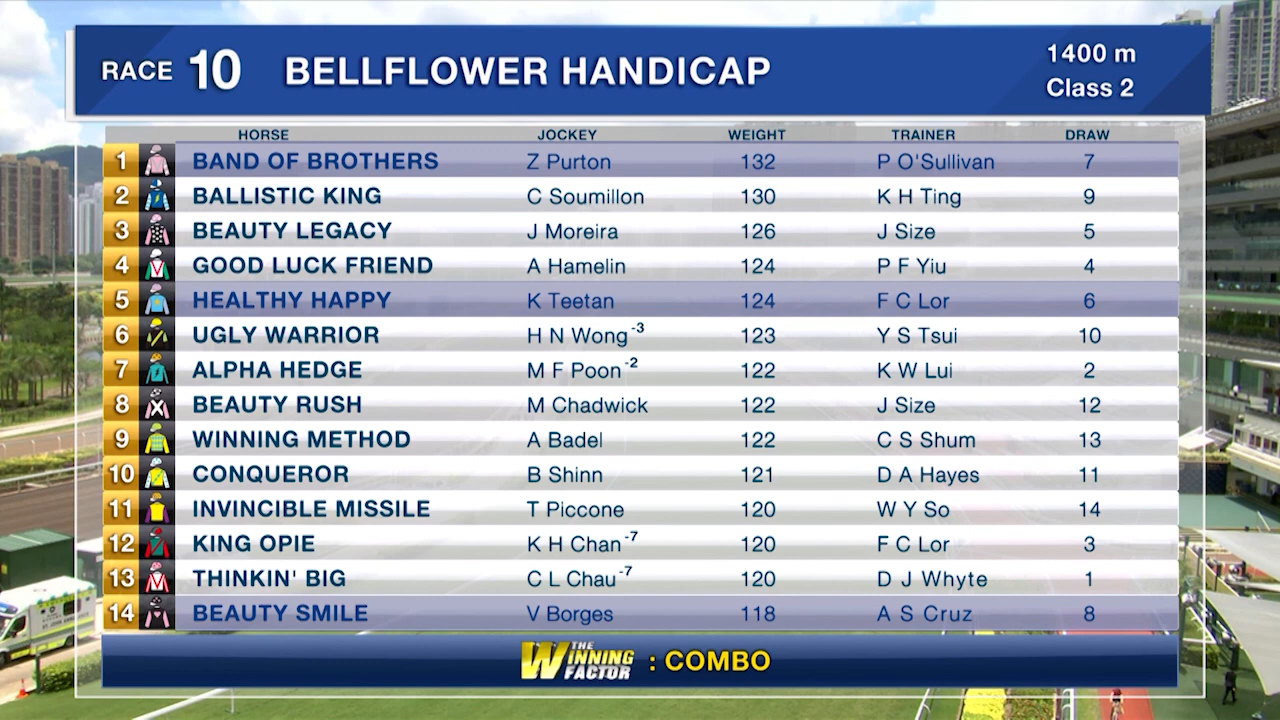 RACE 10 BELLFLOWER HANDICAP 1400 m
Class 2
HORSE JOCKEY WEIGHT TRAINER DRAW
1 BAND OF BROTHERS Z Purton 132 P O'Sullivan 7
2 BALLISTIC KING C Soumillon 130 K H Ting 9
3 BEAUTY LEGACY J Moreira 126 J Size 5
4 GOOD LUCK FRIEND A Hamelin 124 P F Yiu 4
5 HEALTHY HAPPY K Teetan 124 F C Lor 6
6 UGLY WARRIOR H N Wong -3 123 Y S Tsui 10
7 ALPHA HEDGE M F Poon -2 122 K W Lui 2
8 BEAUTY RUSH M Chadwick 122 J Size 12
9 WINNING METHOD A Badel 122 C S Shum 13
10 CONQUEROR B Shinn 121 D A Hayes 11
11 INVINCIBLE MISSILE T Piccone 120 W Y So 14
12 KING OPIE K H Chan -7 120 F C Lor 3
13 THINKIN' BIG C L Chau -7 120 D J Whyte 1
14 BEAUTY SMILE V Borges 118 A S Cruz 8
THE WINNING FACTOR : COMBO